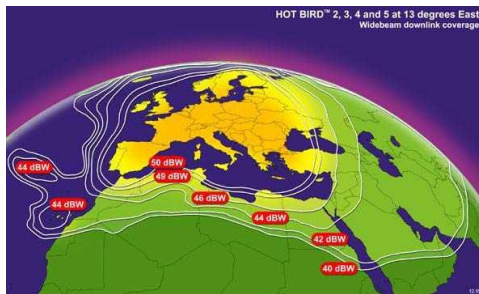 HOT BIRD™ 2, 3, 4 and 5 at 13 degrees East
Widebeam downlink coverage
50 dBW
44 dBW
49 dBW
46 dBW
44 dBW
44 dBW
42 dBW
40 dBW